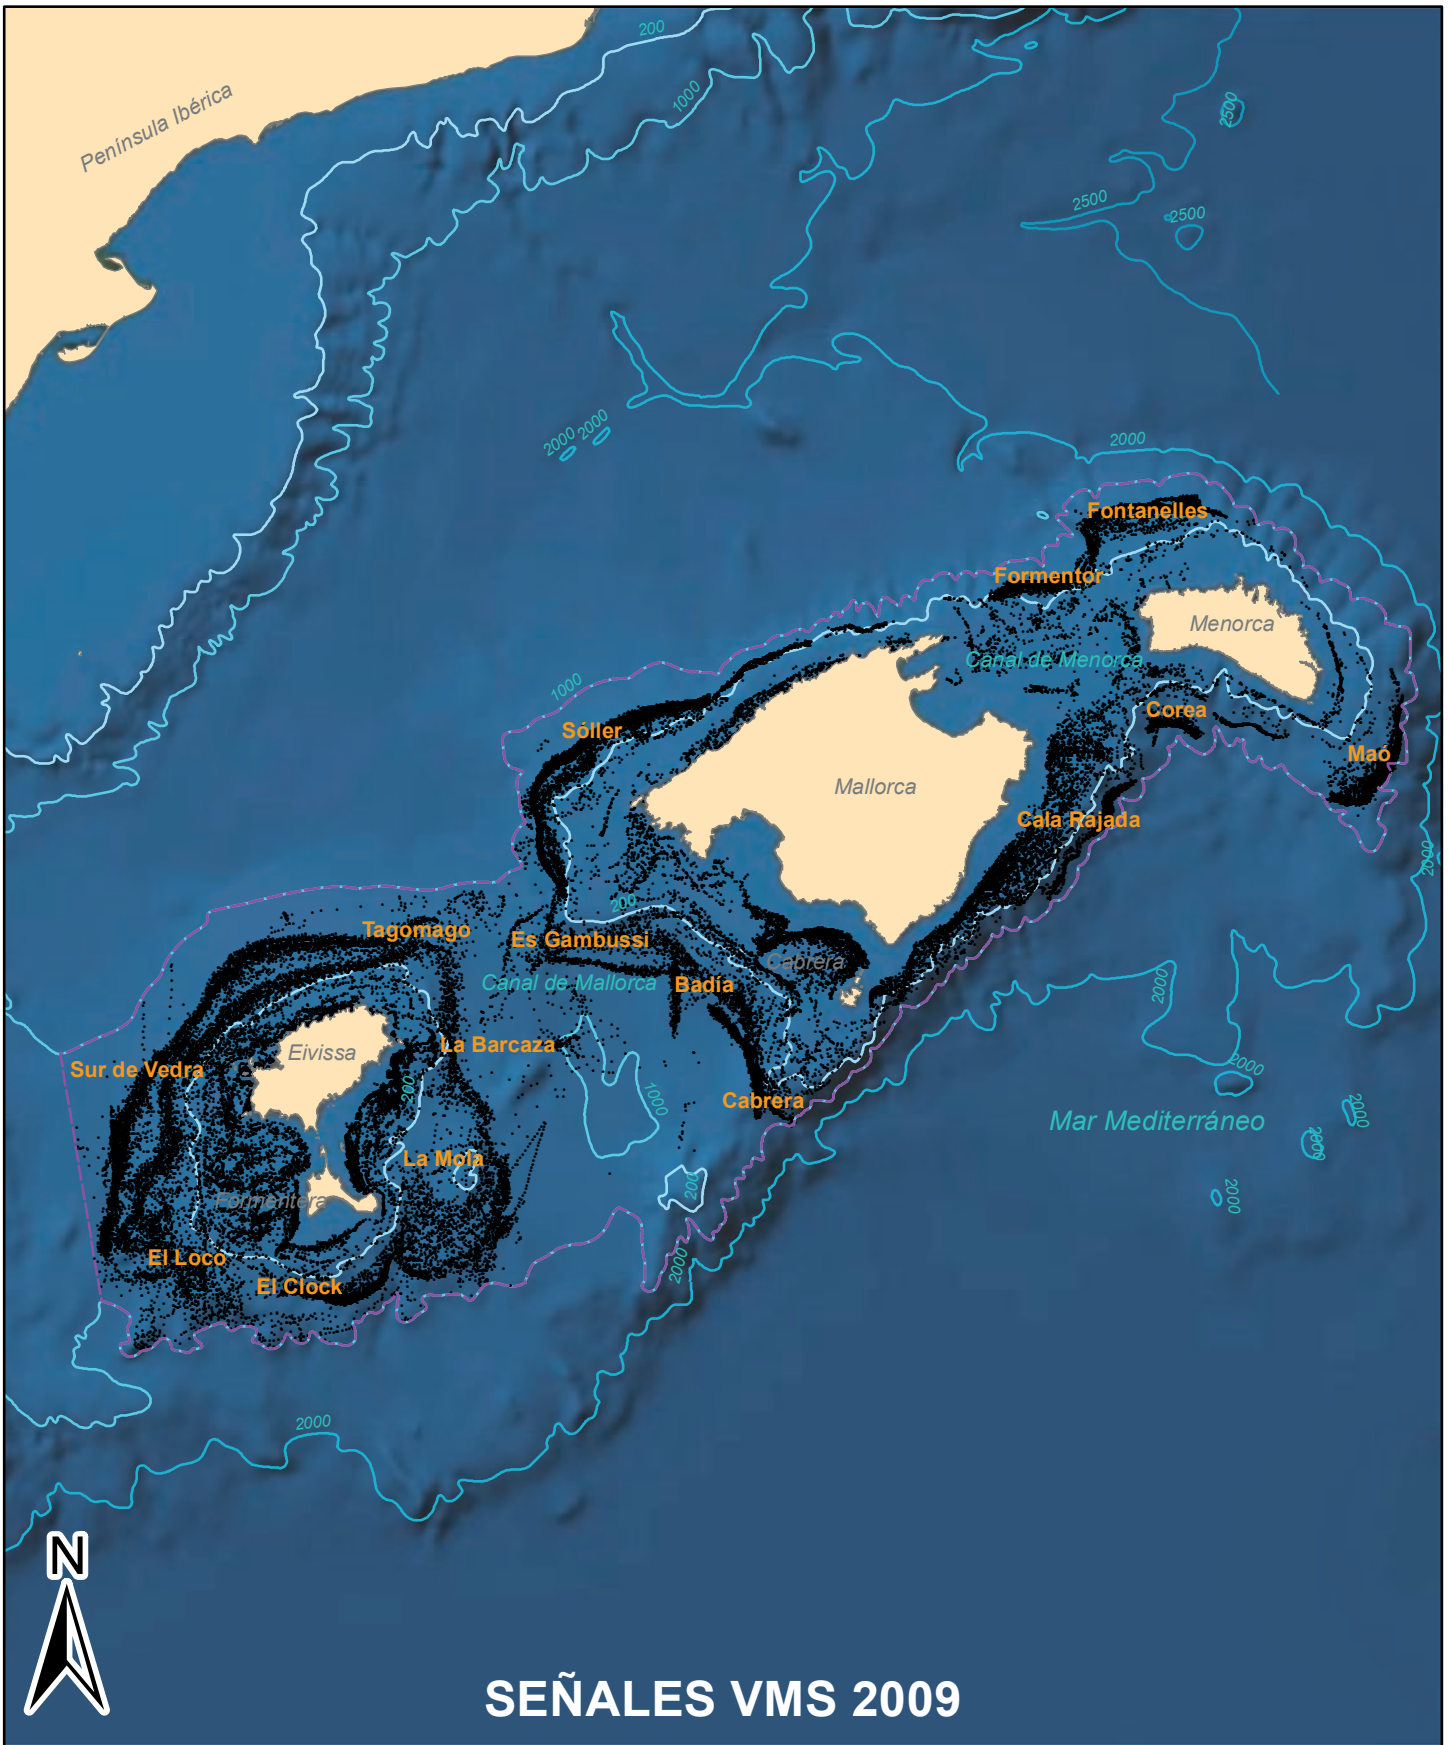 200
1000
Península Ibérica
2500
2500
2500
2000
2000
2000
Fontanelles
Formentor
Menorca
Canal de Menorca
1000
Sóller
Corea
Maó
Mallorca
Cala Rajada
2000
200
Tagomago
Es Gambussi
Cabrera
Canal de Mallorca
Badía
2000
Eivissa
La Barcaza
Sur de Vedra
2000
200
1000
Cabrera
2000
Mar Mediterráneo
2000
La Mola
200
2000
Formentera
El Loco
2000
El Clock
2000
N
SEÑALES VMS 2009